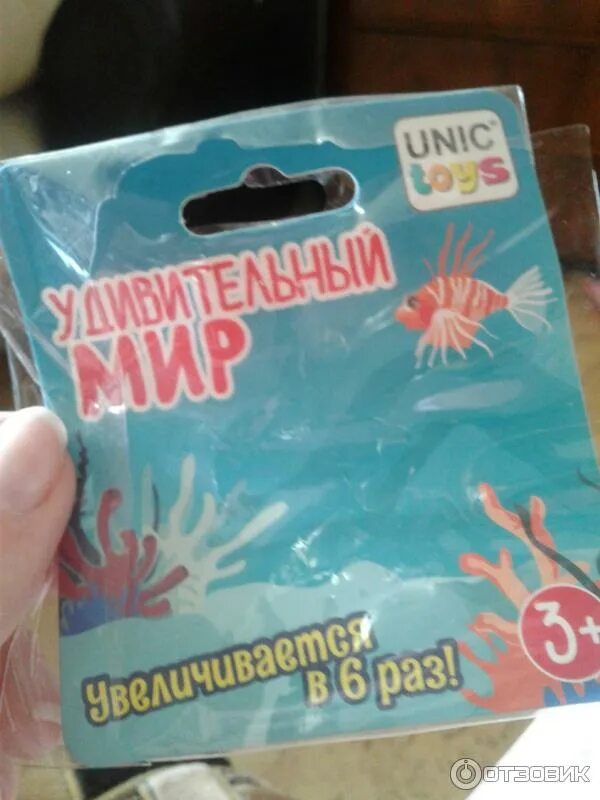 UNIC
toys
УДИВИТЕЛЬНЫЙ
МИР
Увеличивается
в 6 раз!
3+
ОТЗОВИК